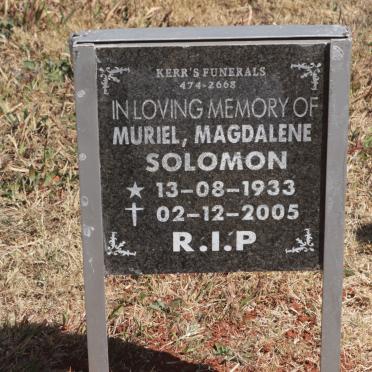 KERR'S FUNERALS
474-2668
IN LOVING MEMORY OF
MURIEL, MAGDALENE
SOLOMON
13-08-1933
02-12-2005
R.I.P